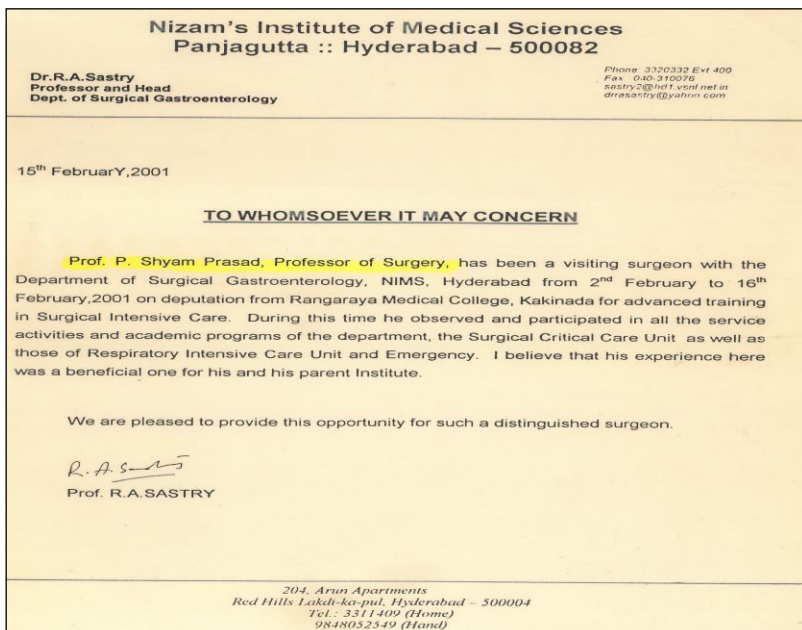 Nizam's Institute of Medical Sciences
Panjagutta :: Hyderabad – 500082
Dr.R.A.Sastry
Professor and Head
Dept. of Surgical Gastroenterology
Phone: 3320332 Ext 400
Fax: 040-310076
sastry2@hd1.vsnl.net.in
drrasastry@yahoo.com
15th FebruarY,2001
TO WHOMSOEVER IT MAY CONCERN
Prof. P. Shyam Prasad, Professor of Surgery, has been a visiting surgeon with the
Department of Surgical Gastroenterology, NIMS, Hyderabad from 2nd February to 16th
February,2001 on deputation from Rangaraya Medical College, Kakinada for advanced training
in Surgical Intensive Care. During this time he observed and participated in all the service
activities and academic programs of the department, the Surgical Critical Care Unit as well as
those of Respiratory Intensive Care Unit and Emergency. I believe that his experience here
was a beneficial one for his and his parent Institute.
We are pleased to provide this opportunity for such a distinguished surgeon.
R.A.Sastry
Prof. R.A.SASTRY
204, Arun Apartments
Red Hills Lakdi-ka-pul, Hyderabad – 500004
Tel.: 3311409 (Home)
9848052549 (Hand)